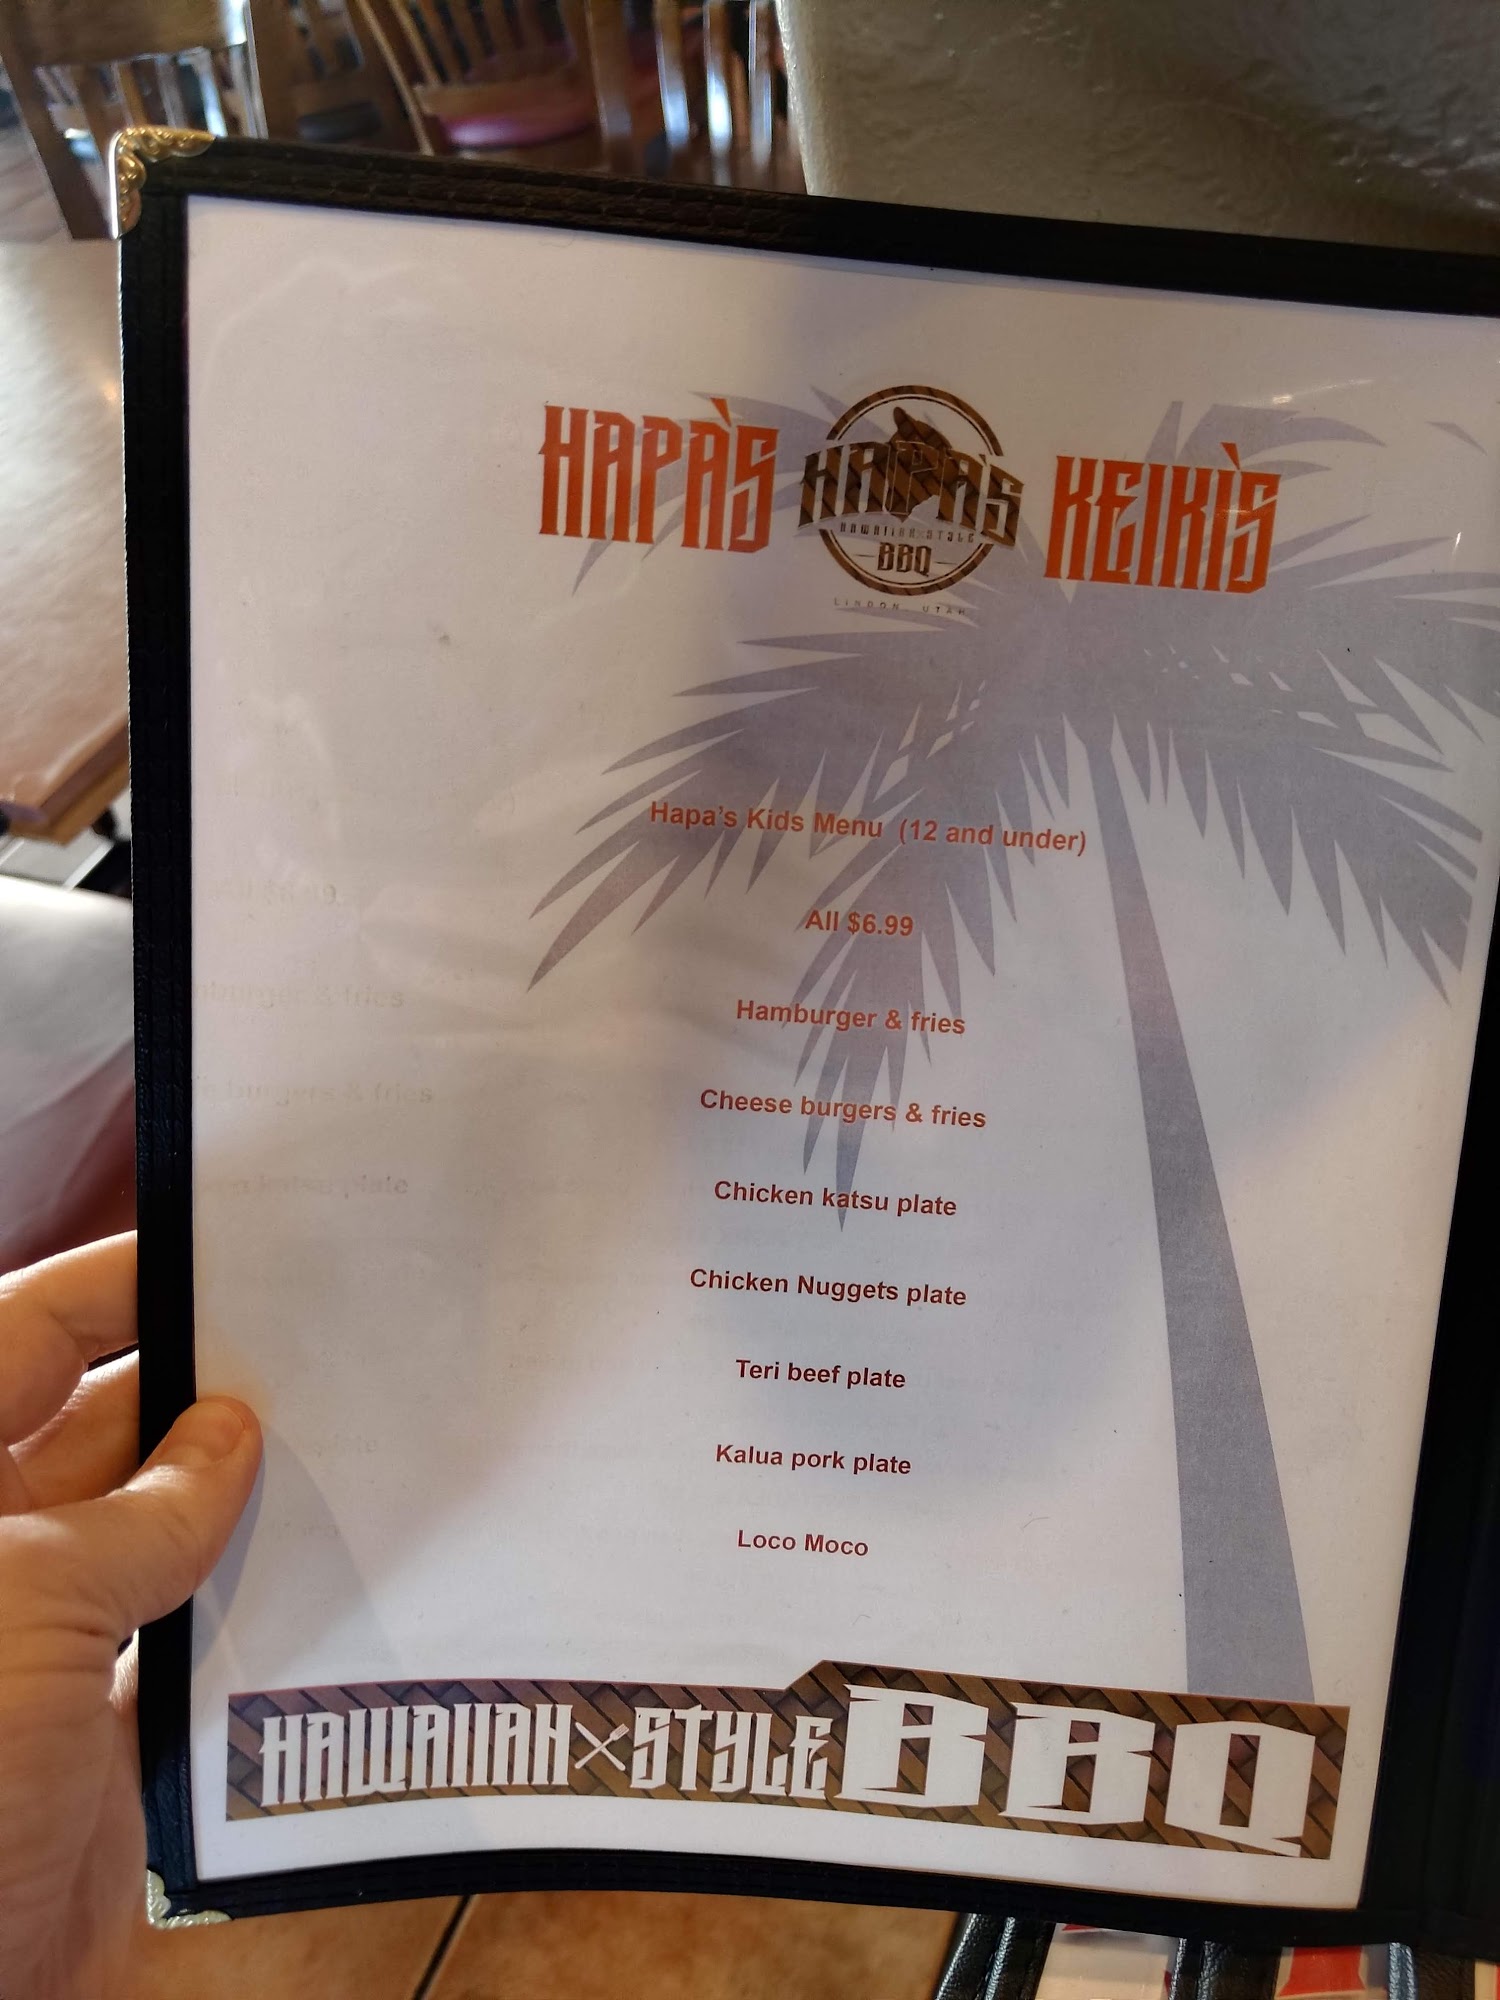 HAPA'S HAPA'S KEIKI'S
HAWAIIAN STYLE
BBQ
LINDON, UTAH
Hapa's Kids Menu (12 and under)
All $6.99
Hamburger & fries
Cheese burgers & fries
Chicken katsu plate
Chicken Nuggets plate
Teri beef plate
Kalua pork plate
Loco Moco
HAWAIIAN STYLE BBQ